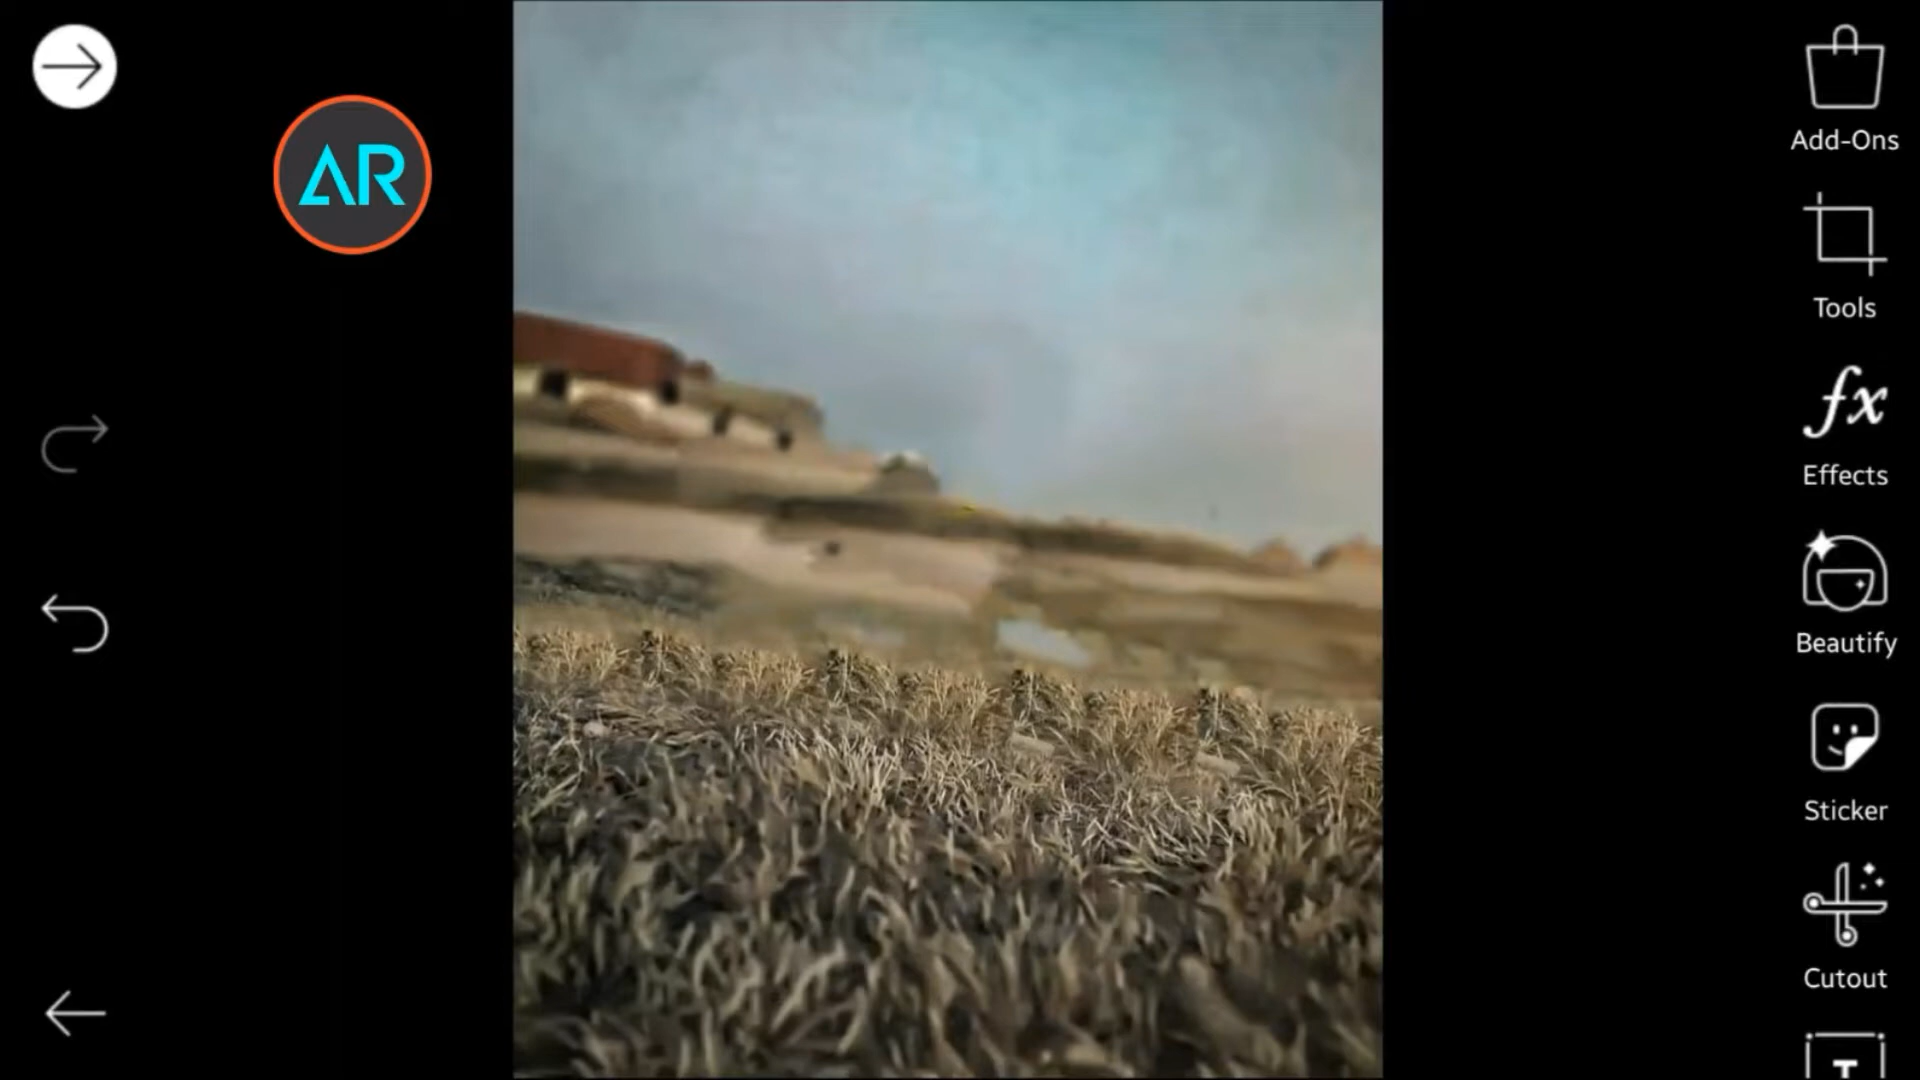 AR
Add-Ons
Tools
fx
Effects
Beautify
Sticker
Cutout
T